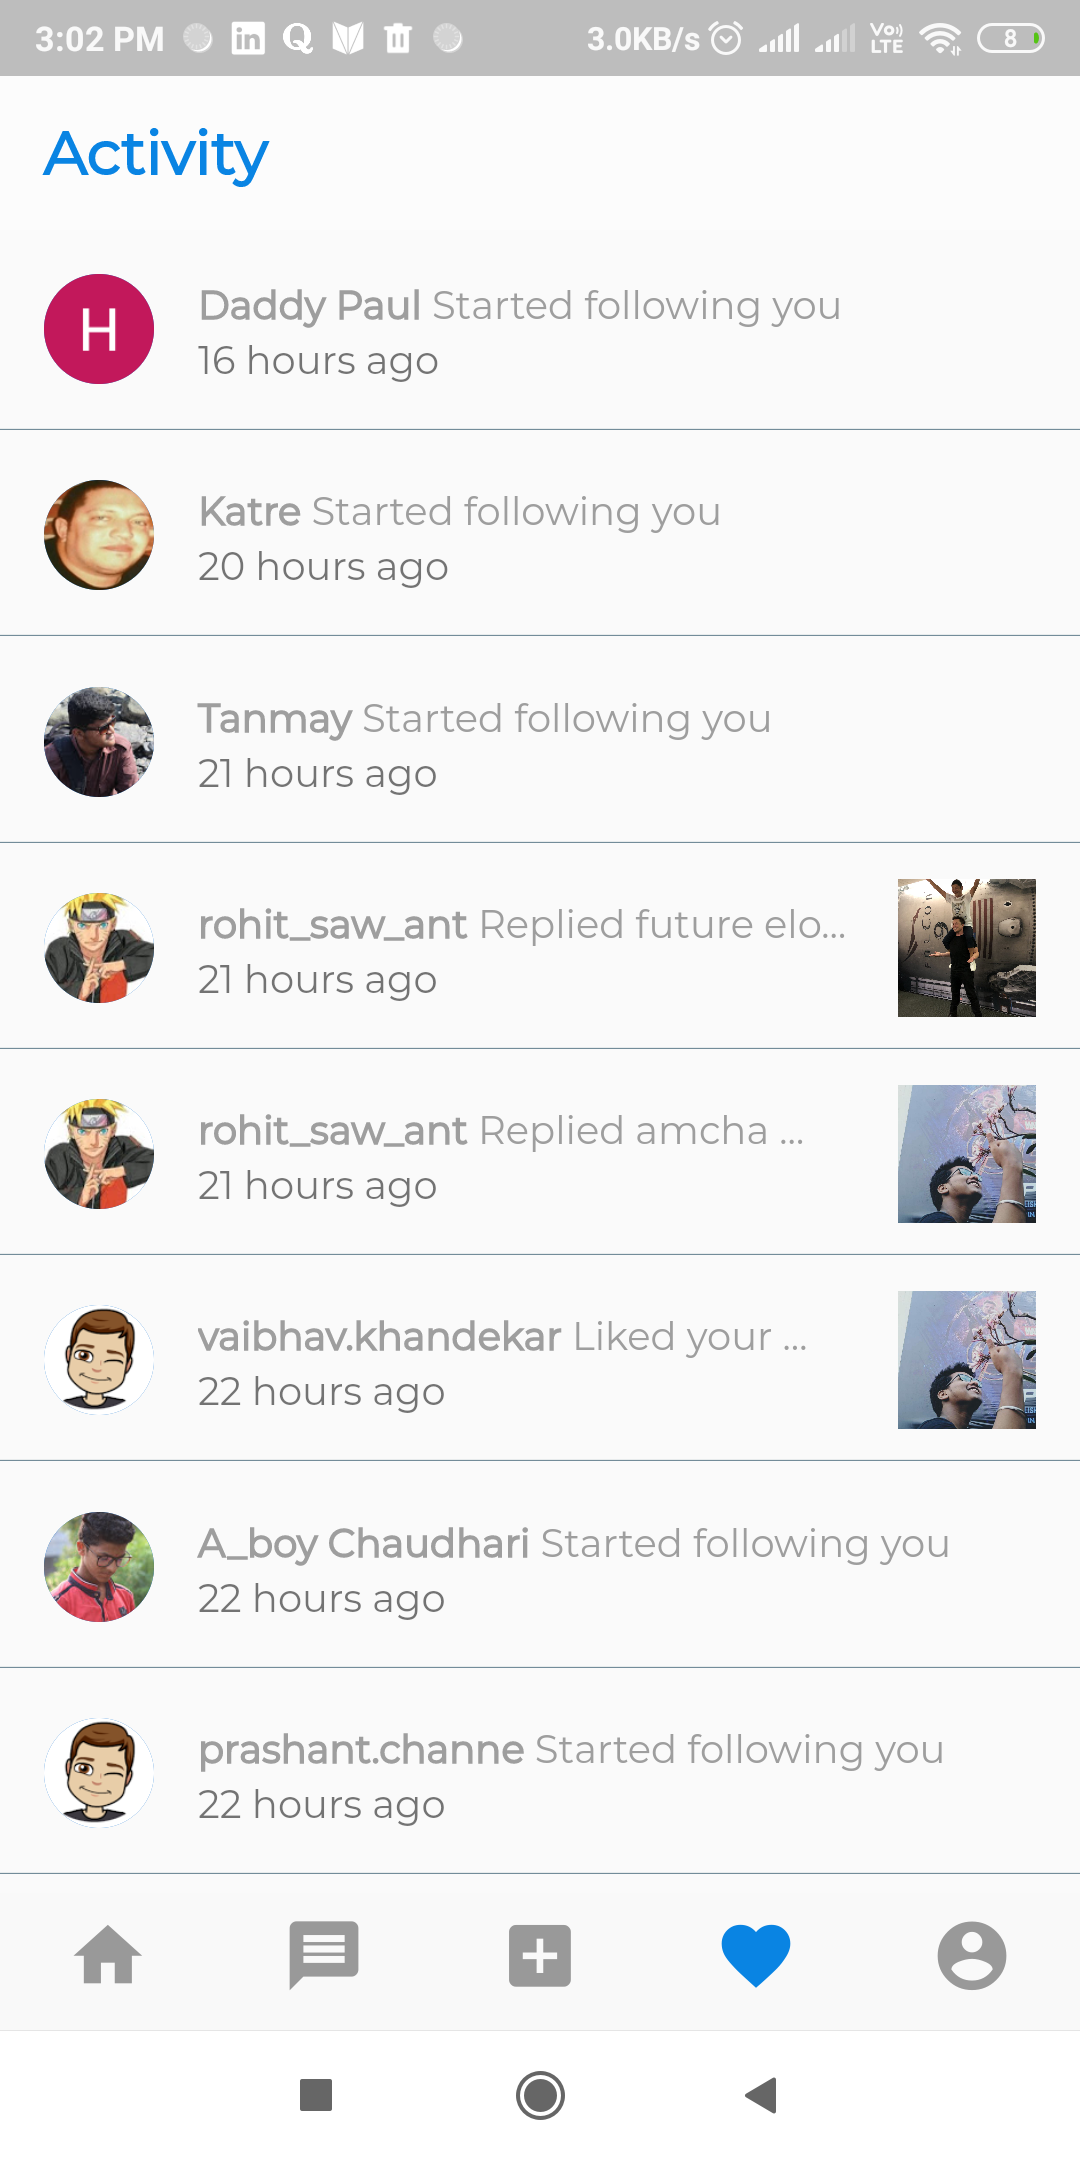 3:02 PM 3.0KB/s Vo) LTE 8
Activity
H
Daddy Paul Started following you
16 hours ago
Katre Started following you
20 hours ago
Tanmay Started following you
21 hours ago
rohit_saw_ant Replied future elo...
21 hours ago
rohit_saw_ant Replied amcha ...
21 hours ago
vaibhav.khandekar Liked your ...
22 hours ago
A_boy Chaudhari Started following you
22 hours ago
prashant.channe Started following you
22 hours ago